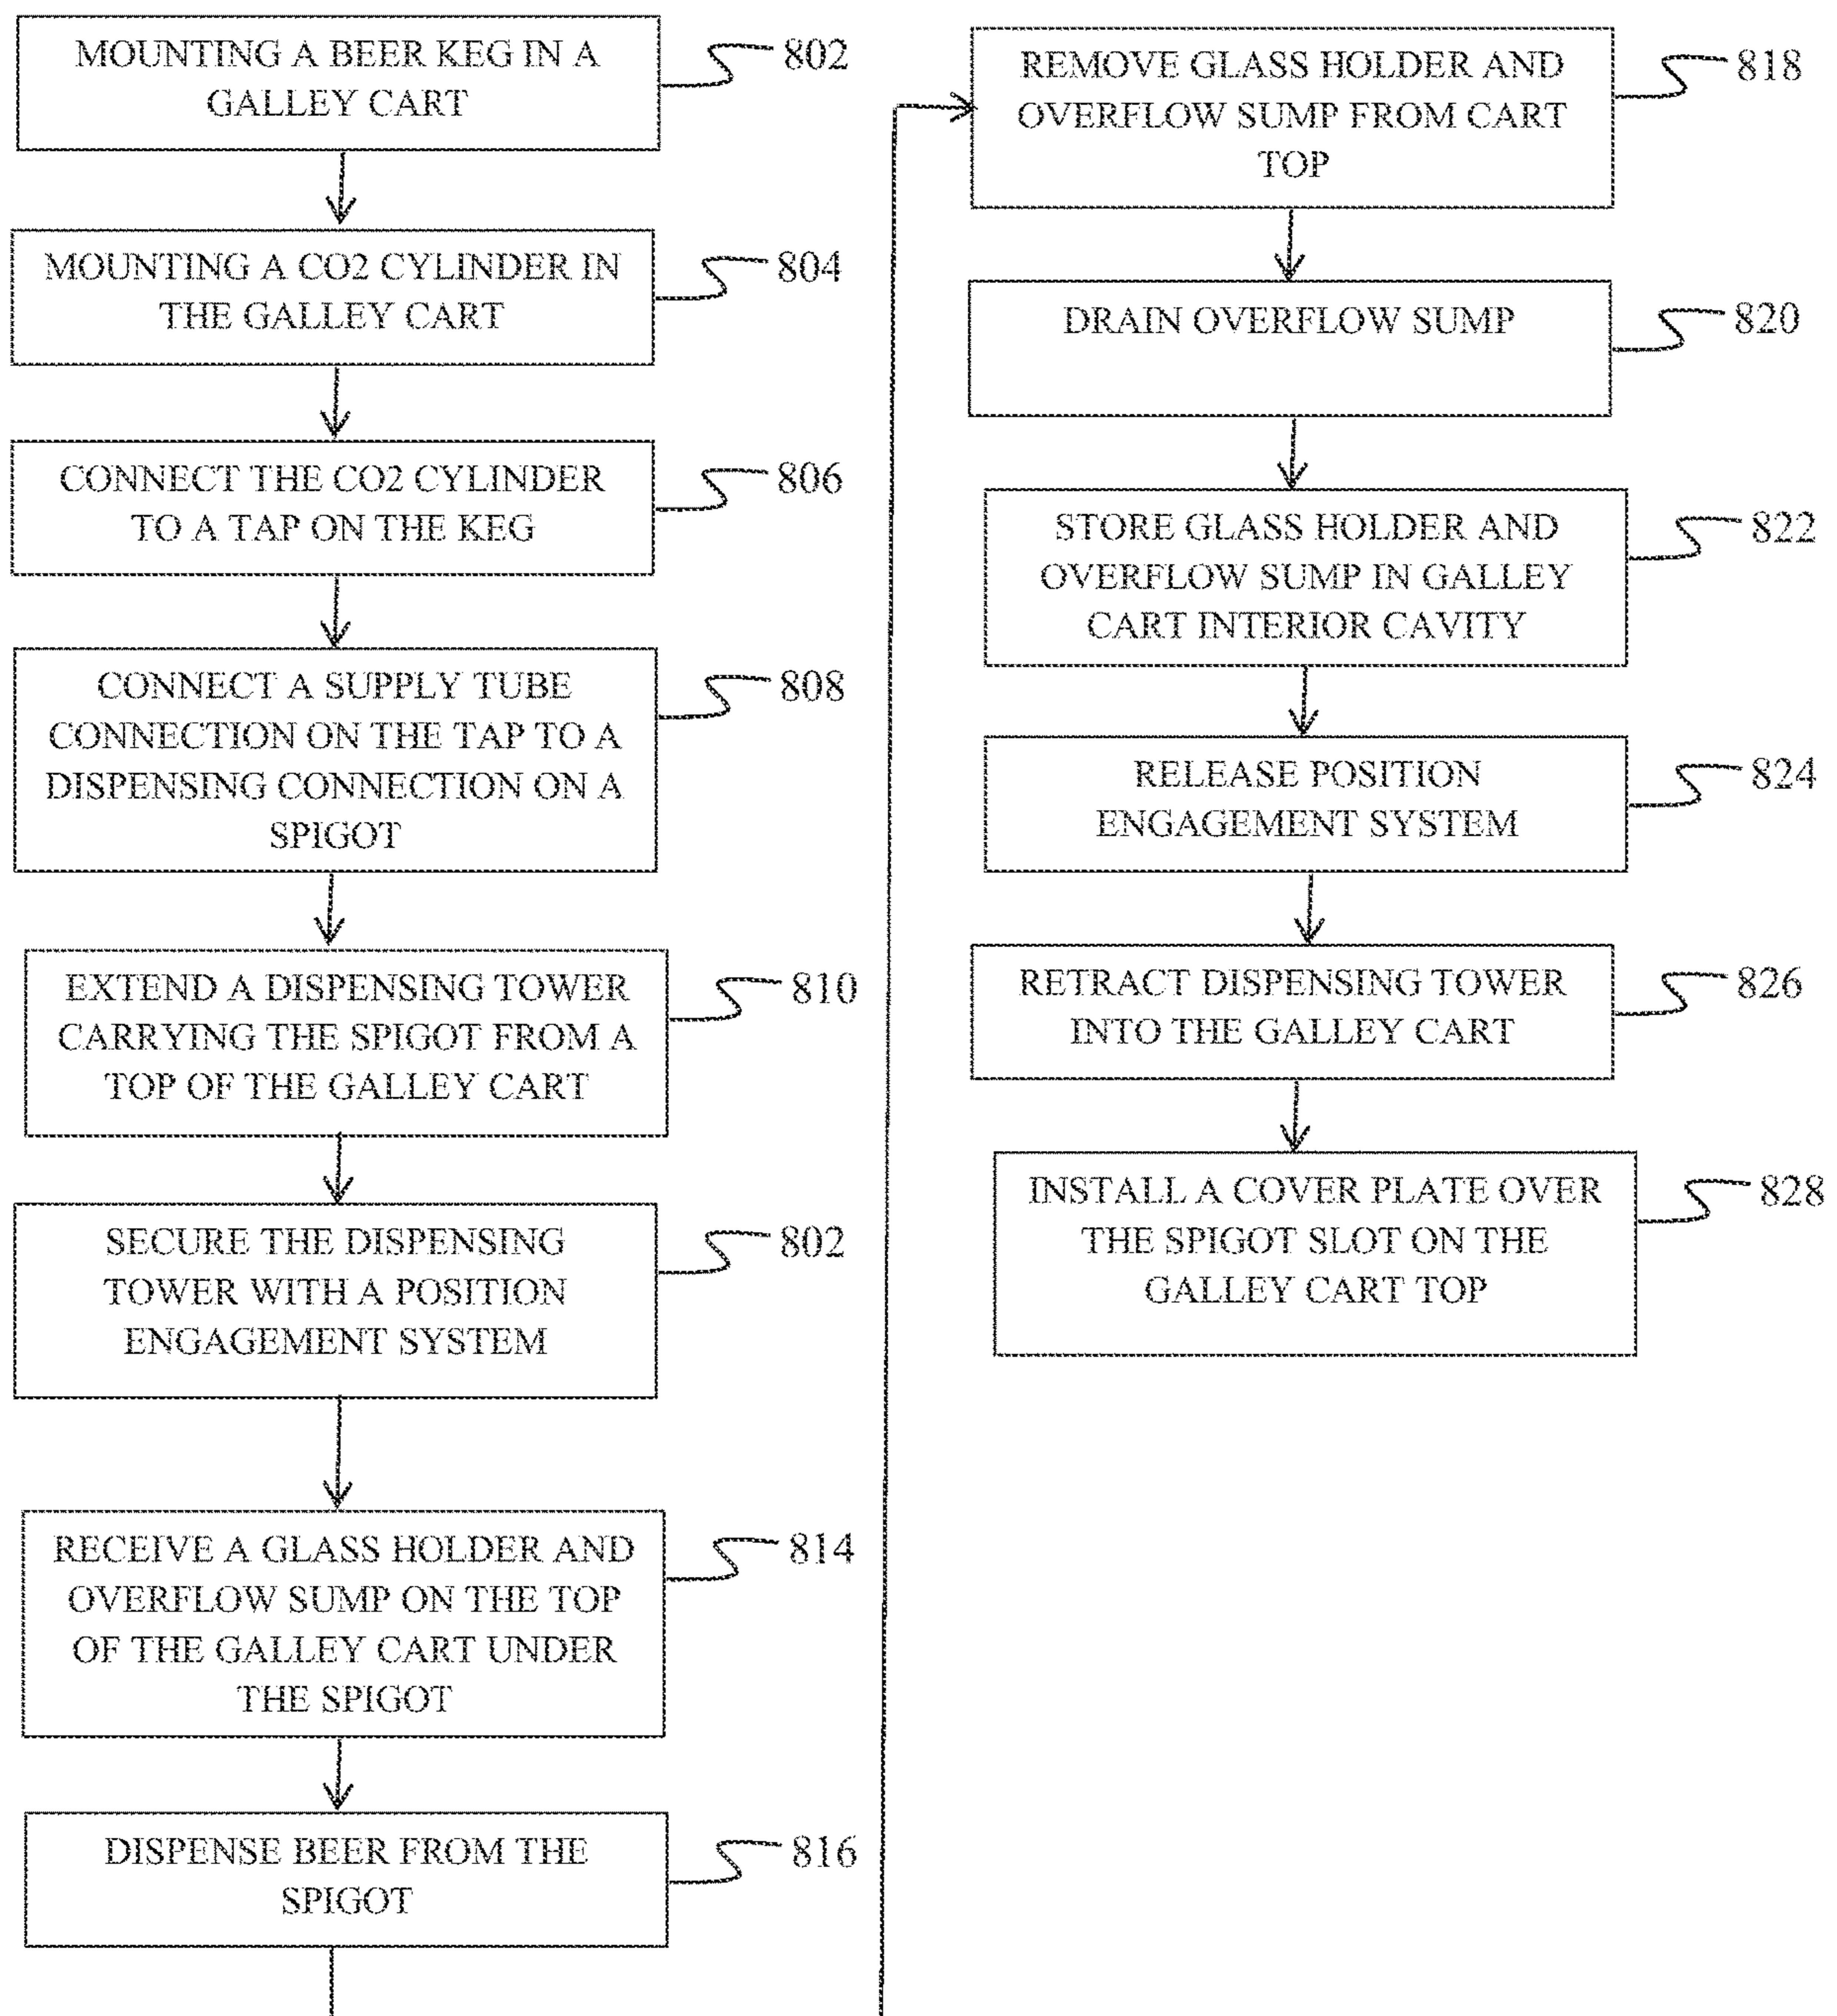 MOUNTING A BEER KEG IN A
GALLEY CART
802
MOUNTING A CO2 CYLINDER IN
THE GALLEY CART
804
CONNECT THE CO2 CYLINDER
TO A TAP ON THE KEG
806
CONNECT A SUPPLY TUBE
CONNECTION ON THE TAP TO A
DISPENSING CONNECTION ON A
SPIGOT
808
EXTEND A DISPENSING TOWER
CARRYING THE SPIGOT FROM A
TOP OF THE GALLEY CART
810
SECURE THE DISPENSING
TOWER WITH A POSITION
ENGAGEMENT SYSTEM
802
RECEIVE A GLASS HOLDER AND
OVERFLOW SUMP ON THE TOP
OF THE GALLEY CART UNDER
THE SPIGOT
814
DISPENSE BEER FROM THE
SPIGOT
816
REMOVE GLASS HOLDER AND
OVERFLOW SUMP FROM CART
TOP
818
DRAIN OVERFLOW SUMP
820
STORE GLASS HOLDER AND
OVERFLOW SUMP IN GALLEY
CART INTERIOR CAVITY
822
RELEASE POSITION
ENGAGEMENT SYSTEM
824
RETRACT DISPENSING TOWER
INTO THE GALLEY CART
826
INSTALL A COVER PLATE OVER
THE SPIGOT SLOT ON THE
GALLEY CART TOP
828